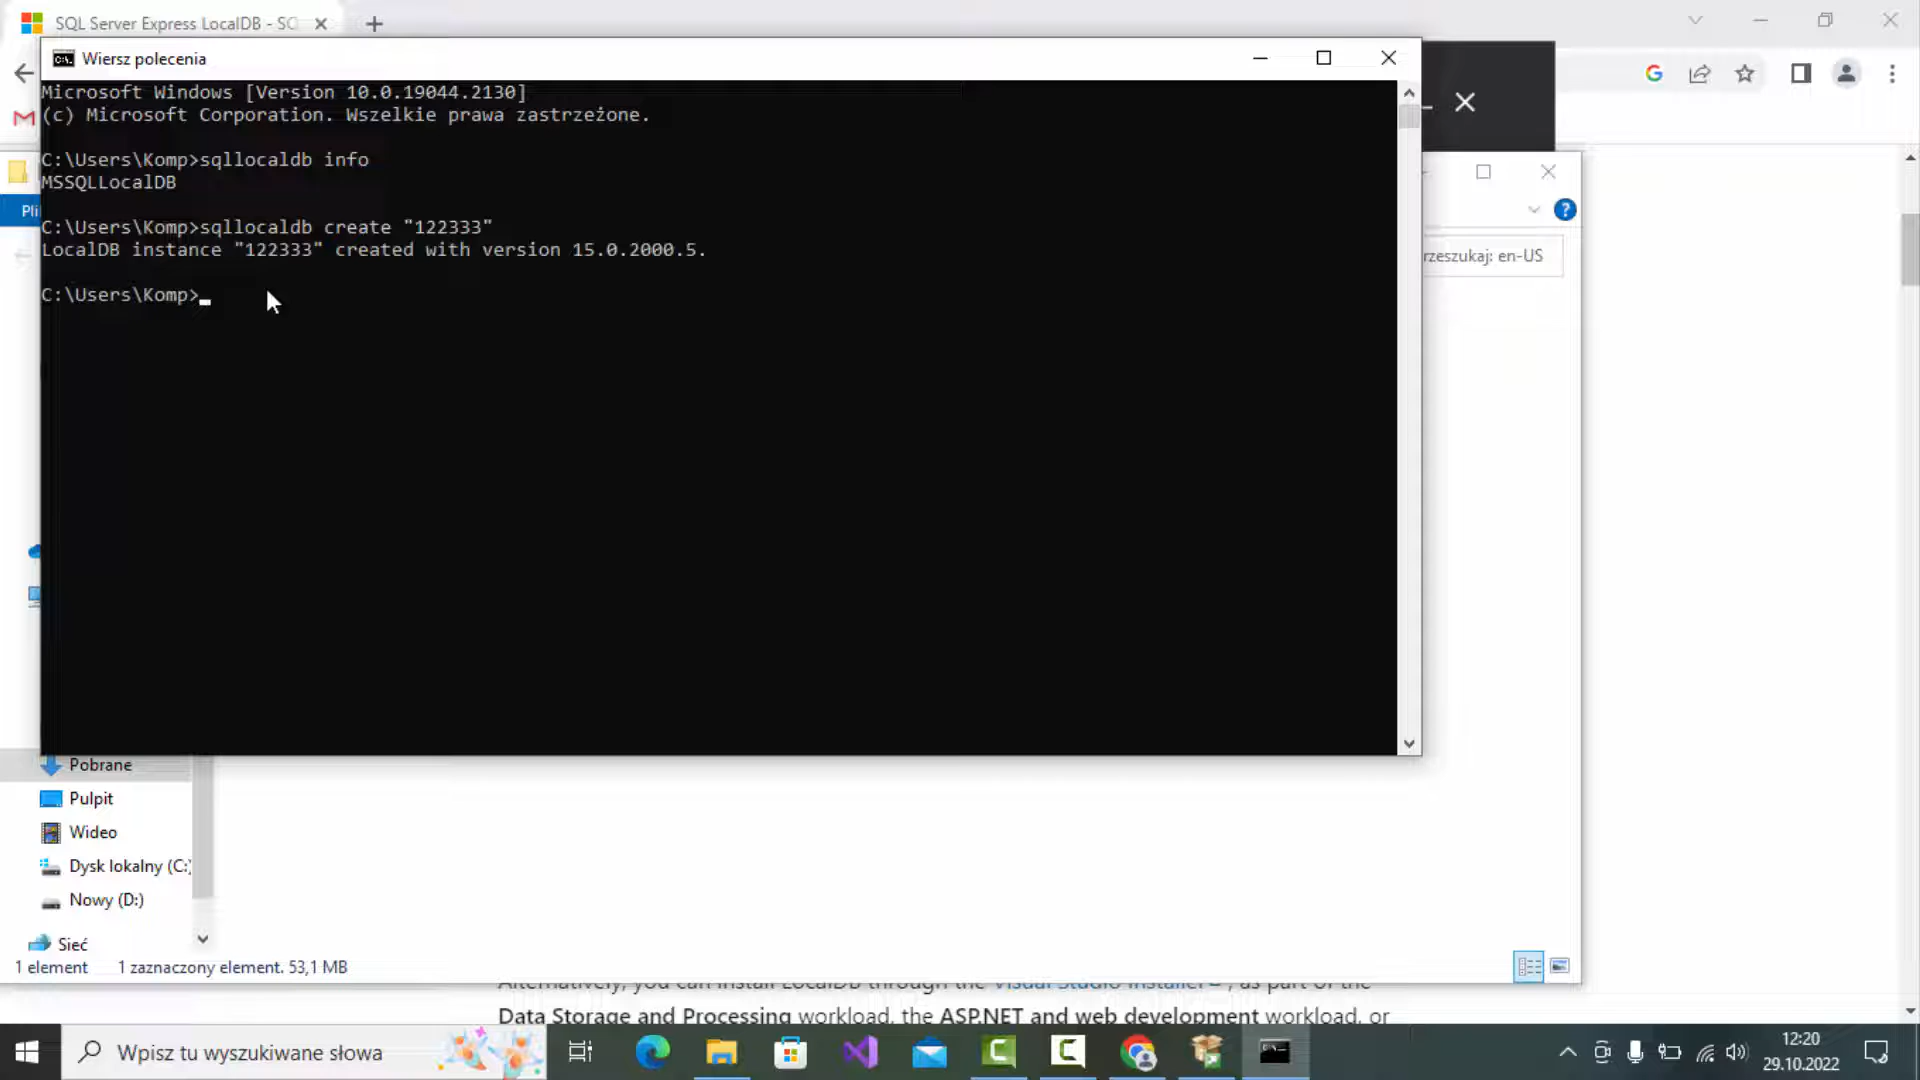 SQL Server Express LocalDB - SQ
Wiersz polecenia
Microsoft Windows [Version 10.0.19044.2130]
(c) Microsoft Corporation. Wszelkie prawa zastrzeżone.
C:\Users\Komp>sqllocaldb info
MSSQLLocalDB
C:\Users\Komp>sqllocaldb create "122333"
LocalDB instance "122333" created with version 15.0.2000.5.
C:\Users\Komp>
Pli
rzeszukaj: en-US
Pobrane
Pulpit
Wideo
Dysk lokalny (C:)
Nowy (D:)
Sieć
1 element 1 zaznaczony element. 53,1 MB
Alternatively, you can install LocalDB through the Visual Studio Installer, as part of the
Data Storage and Processing workload, the ASP.NET and web development workload, or
Wpisz tu wyszukiwane słowa
12:20
29.10.2022